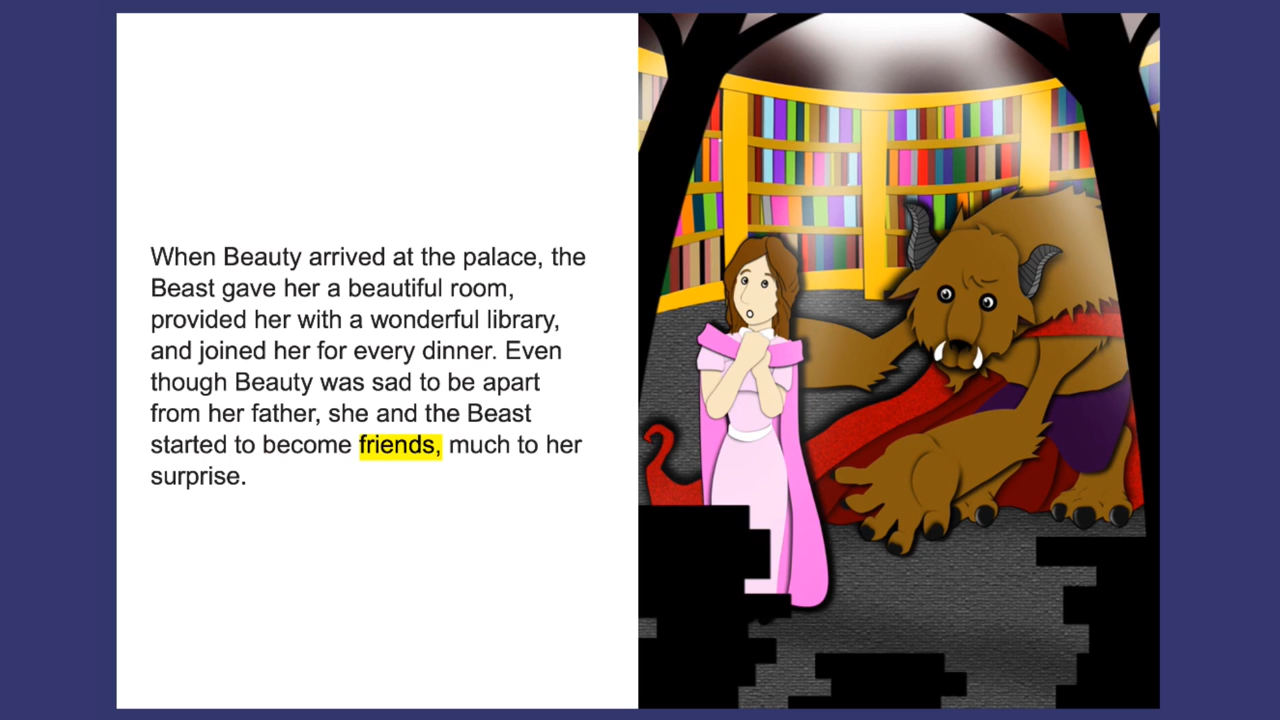 When Beauty arrived at the palace, the
Beast gave her a beautiful room,
provided her with a wonderful library,
and joined her for every dinner. Even
though Beauty was sad to be apart
from her father, she and the Beast
started to become friends, much to her
surprise.